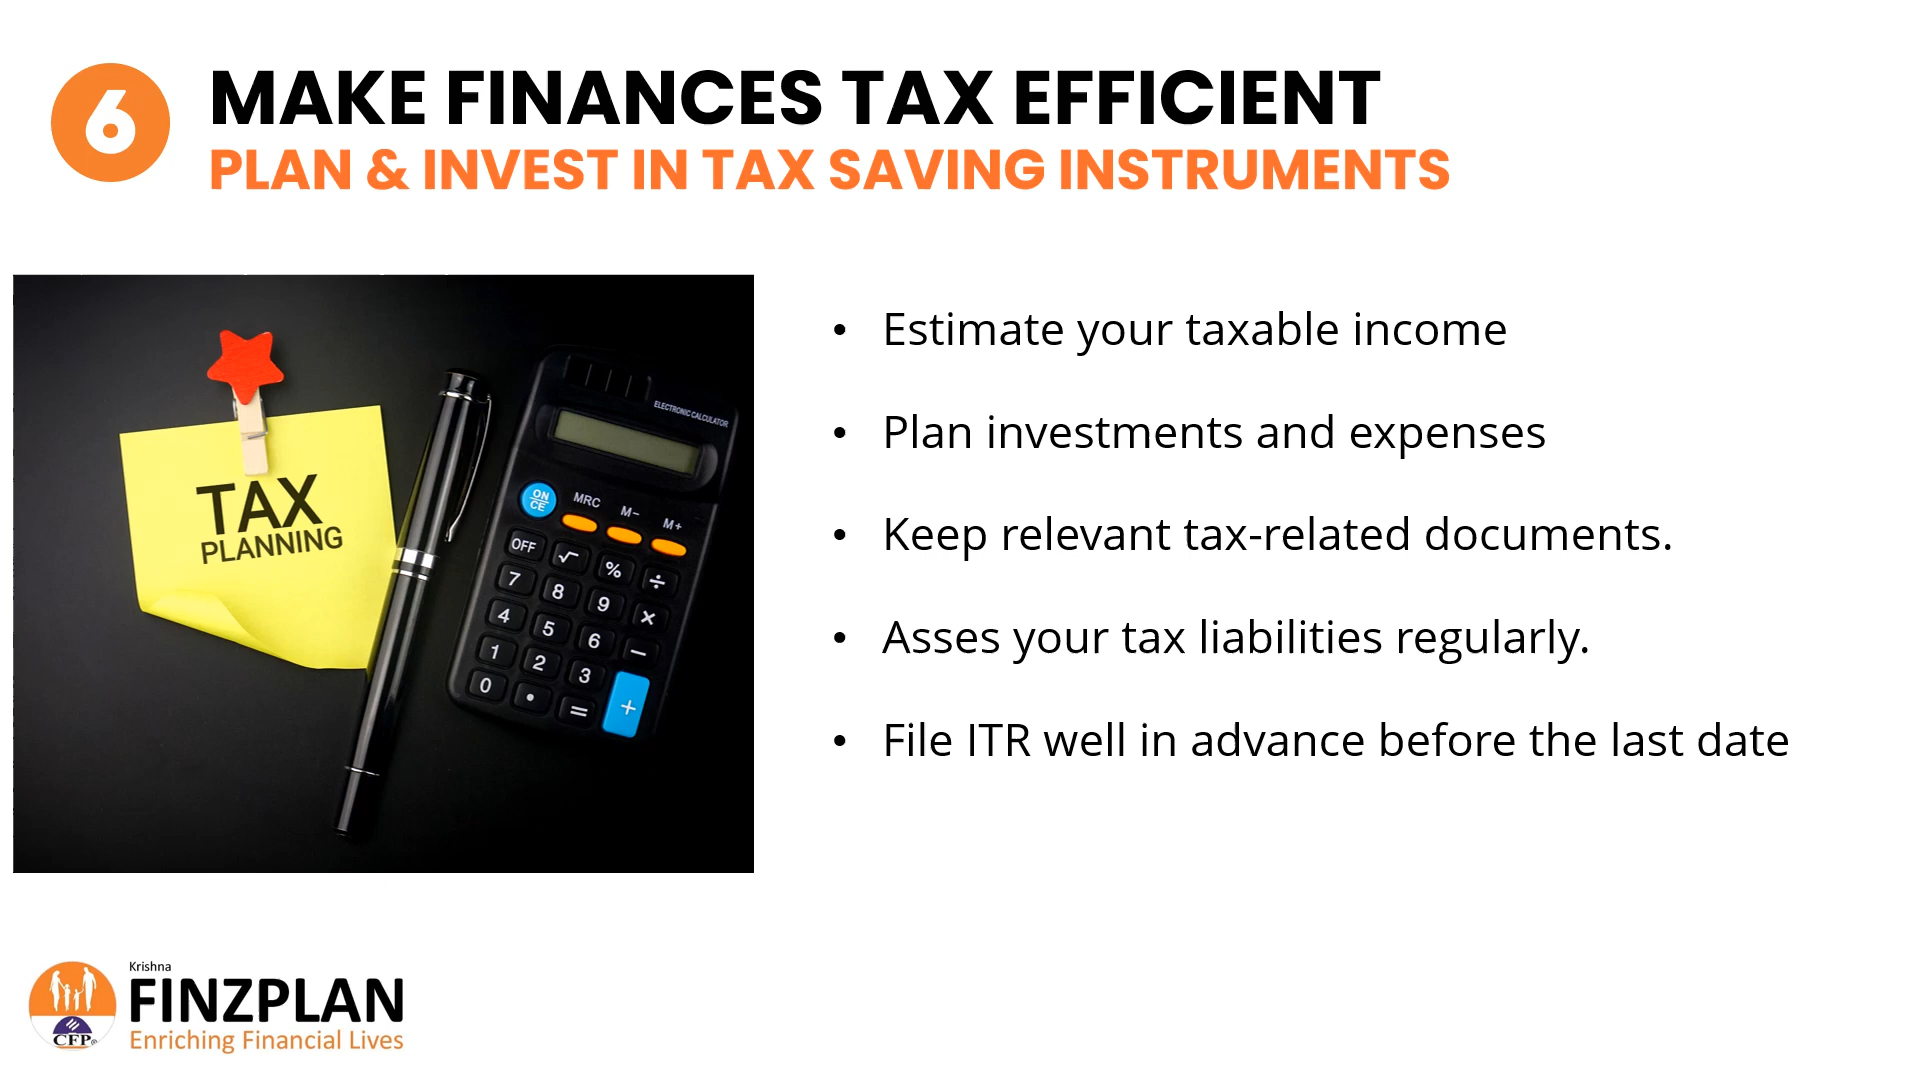 6
MAKE FINANCES TAX EFFICIENT
PLAN & INVEST IN TAX SAVING INSTRUMENTS
TAX
PLANNING
ELECTRONIC CALCULATOR
ON
CE
MRC
M−
M+
OFF
√
%
÷
7
8
9
×
4
5
6
−
1
2
3
0
•
=
+
• Estimate your taxable income
• Plan investments and expenses
• Keep relevant tax-related documents.
• Asses your tax liabilities regularly.
• File ITR well in advance before the last date
Krishna
FINZPLAN
Enriching Financial Lives
CFP®